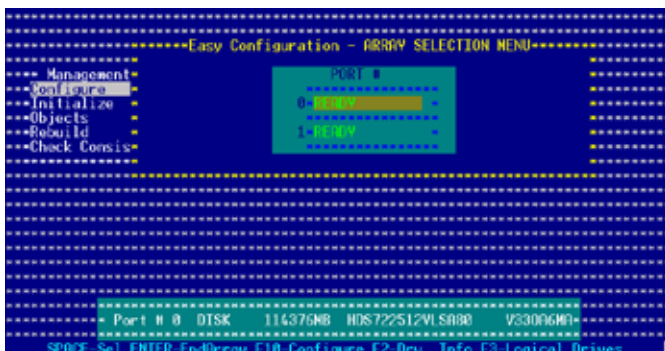 Easy Configuration - ARRAY SELECTION MENU
Management
PORT #
Configure
0-READY
Initialize
Objects
1-READY
Rebuild
Check Consis
Port # 0 DISK 114376MB HDS722512VLSA80 V33OA6MA
SPACE-Sel ENTER-EndArray F10-Configure F2-Drv Info F3-Logical Drives